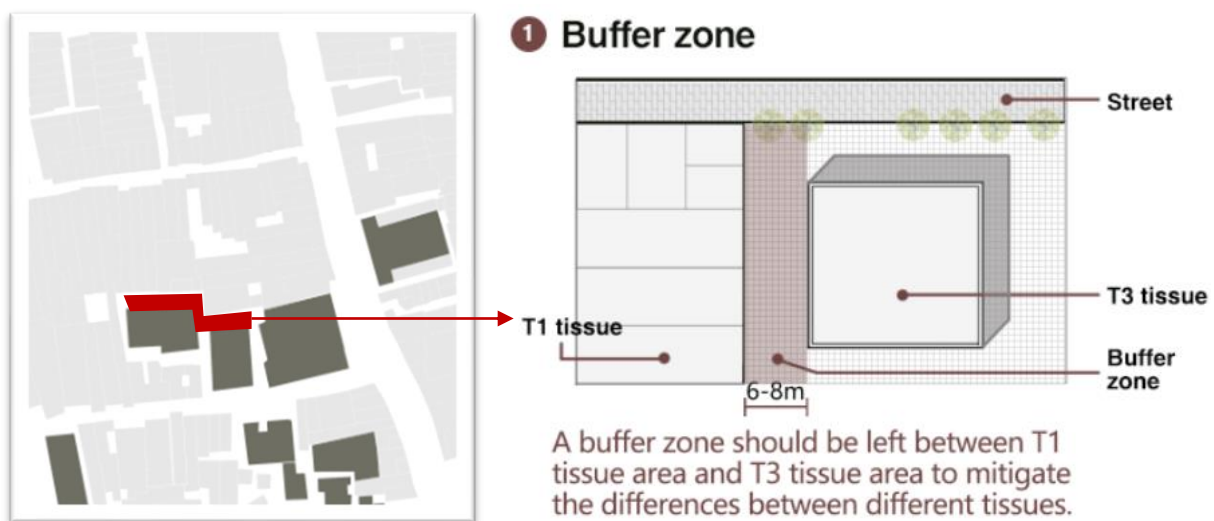 1 Buffer zone
Street
T3 tissue
T1 tissue
Buffer
zone
6-8m
A buffer zone should be left between T1
tissue area and T3 tissue area to mitigate
the differences between different tissues.